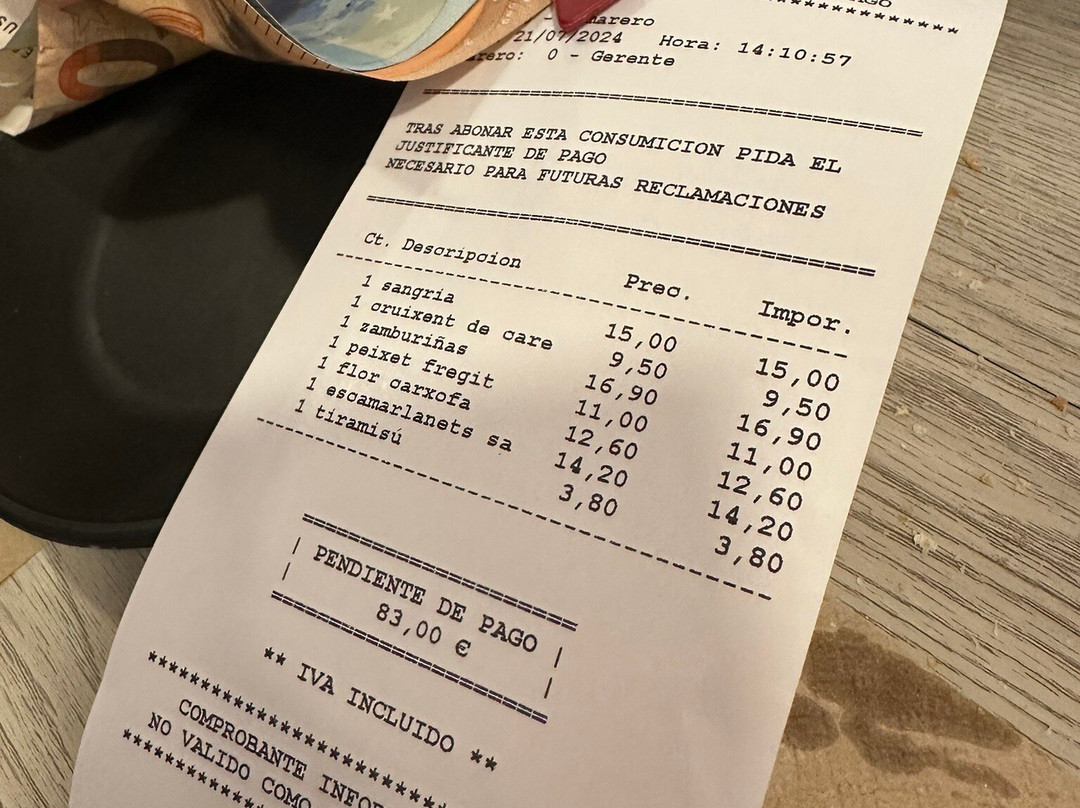 AGO
***************
- Camarero
21/07/2024 Hora: 14:10:57
arero: 0 - Gerente
TRAS ABONAR ESTA CONSUMICION PIDA EL
JUSTIFICANTE DE PAGO
NECESARIO PARA FUTURAS RECLAMACIONES
Ct. Descripcion Prec. Impor.
1 sangria 15,00 15,00
1 cruixent de care 9,50 9,50
1 zamburiñas 16,90 16,90
1 peixet fregit 11,00 11,00
1 flor carxofa 12,60 12,60
1 escamarlanets sa 14,20 14,20
1 tiramisú 3,80 3,80
PENDIENTE DE PAGO
83,00 €
** IVA INCLUIDO **
COMPROBANTE INFOR
NO VALIDO COMO